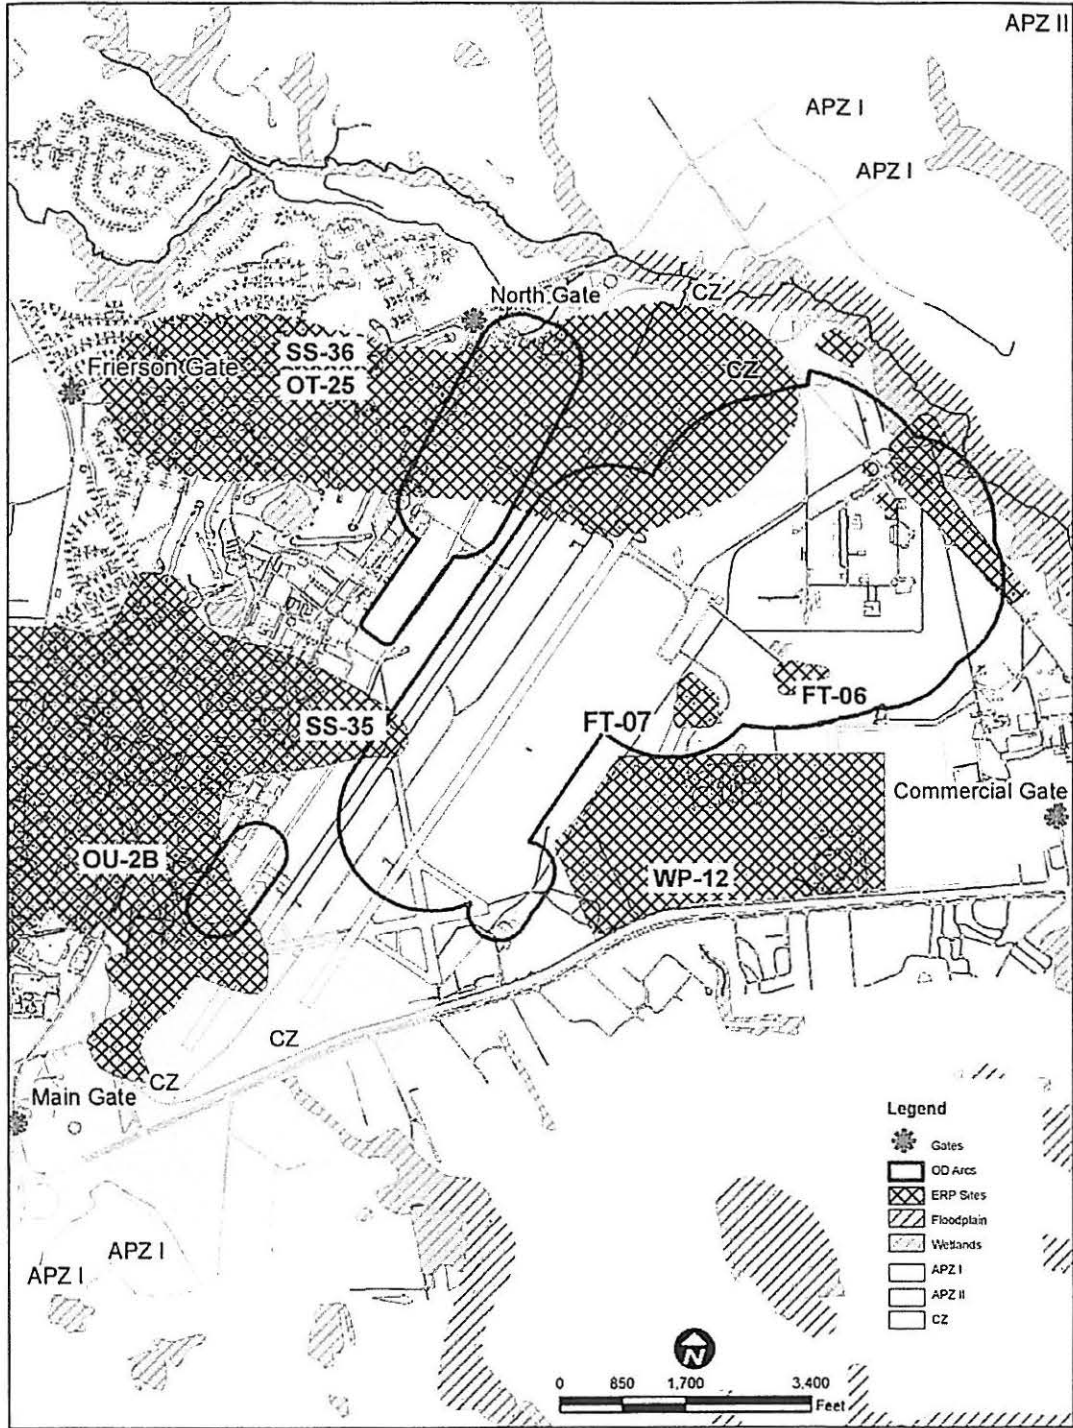 APZ II
APZ I
APZ I
North Gate
CZ
SS-36
Frierson Gate
OT-25
CZ
FT-06
SS-35
FT-07
Commercial Gate
OU-2B
WP-12
CZ
CZ
Main Gate
APZ I
APZ I
Legend
Gates
QD Arcs
ERP Sites
Floodplain
Wetlands
APZ I
APZ II
CZ
N
0 850 1,700 3,400
Feet